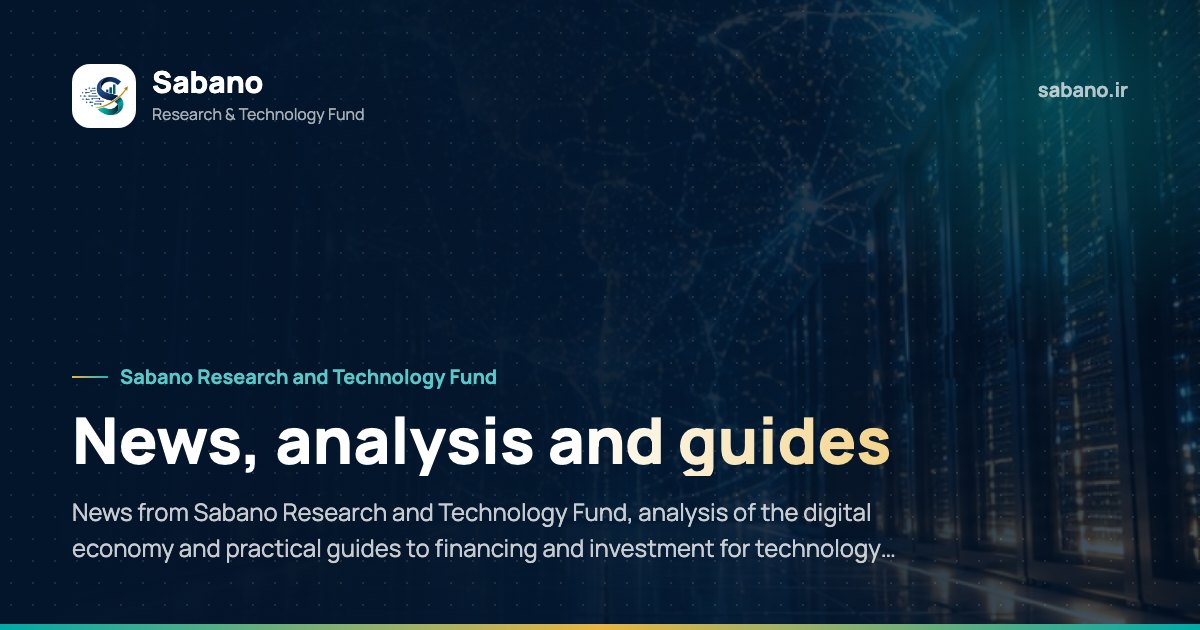 Sabano
Research & Technology Fund
sabano.ir
Sabano Research and Technology Fund
News, analysis and guides
News from Sabano Research and Technology Fund, analysis of the digital
economy and practical guides to financing and investment for technology…